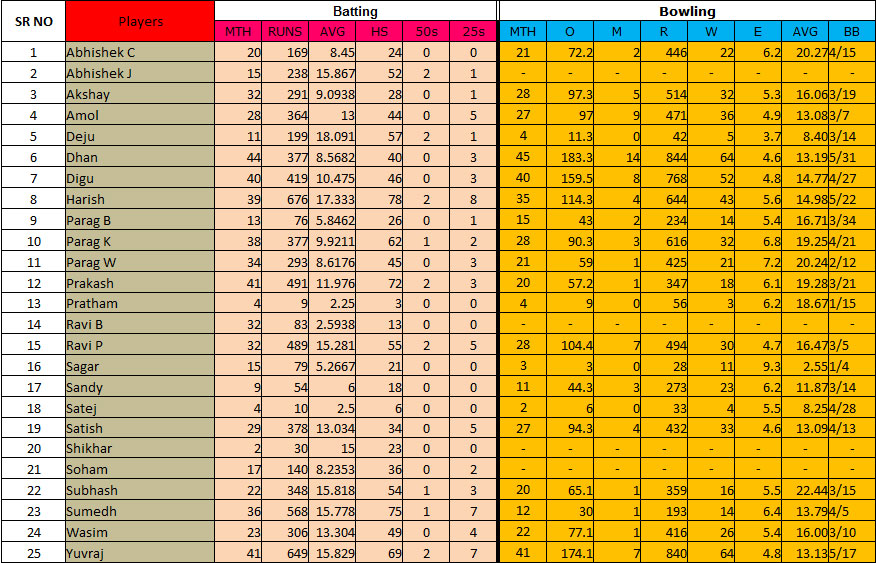 Batting Bowling
SR NO Players MTH RUNS AVG HS 50s 25s MTH O M R W E AVG BB
1 Abhishek C 20 169 8.45 24 0 0 21 72.2 2 446 22 6.2 20.27 4/15
2 Abhishek J 15 238 15.867 52 2 1 - - - - - - - -
3 Akshay 32 291 9.0938 28 0 1 28 97.3 5 514 32 5.3 16.06 3/19
4 Amol 28 364 13 44 0 5 27 97 9 471 36 4.9 13.08 3/7
5 Deju 11 199 18.091 57 2 1 4 11.3 0 42 5 3.7 8.40 3/14
6 Dhan 44 377 8.5682 40 0 3 45 183.3 14 844 64 4.6 13.19 5/31
7 Digu 40 419 10.475 46 0 3 40 159.5 8 768 52 4.8 14.77 4/27
8 Harish 39 676 17.333 78 2 8 35 114.3 4 644 43 5.6 14.98 5/22
9 Parag B 13 76 5.8462 26 0 1 15 43 2 234 14 5.4 16.71 3/34
10 Parag K 38 377 9.9211 62 1 2 28 90.3 3 616 32 6.8 19.25 4/21
11 Parag W 34 293 8.6176 45 0 3 21 59 1 425 21 7.2 20.24 2/12
12 Prakash 41 491 11.976 72 2 3 20 57.2 1 347 18 6.1 19.28 3/21
13 Pratham 4 9 2.25 3 0 0 4 9 0 56 3 6.2 18.67 1/15
14 Ravi B 32 83 2.5938 13 0 0 - - - - - - - -
15 Ravi P 32 489 15.281 55 2 5 28 104.4 7 494 30 4.7 16.47 3/5
16 Sagar 15 79 5.2667 21 0 0 3 3 0 28 11 9.3 2.55 1/4
17 Sandy 9 54 6 18 0 0 11 44.3 3 273 23 6.2 11.87 3/14
18 Satej 4 10 2.5 6 0 0 2 6 0 33 4 5.5 8.25 4/28
19 Satish 29 378 13.034 34 0 5 27 94.3 4 432 33 4.6 13.09 4/13
20 Shikhar 2 30 15 23 0 0 - - - - - - - -
21 Soham 17 140 8.2353 36 0 2 - - - - - - - -
22 Subhash 22 348 15.818 54 1 3 20 65.1 1 359 16 5.5 22.44 3/15
23 Sumedh 36 568 15.778 75 1 7 12 30 1 193 14 6.4 13.79 4/5
24 Wasim 23 306 13.304 49 0 4 22 77.1 1 416 26 5.4 16.00 3/10
25 Yuvraj 41 649 15.829 69 2 7 41 174.1 7 840 64 4.8 13.13 5/17